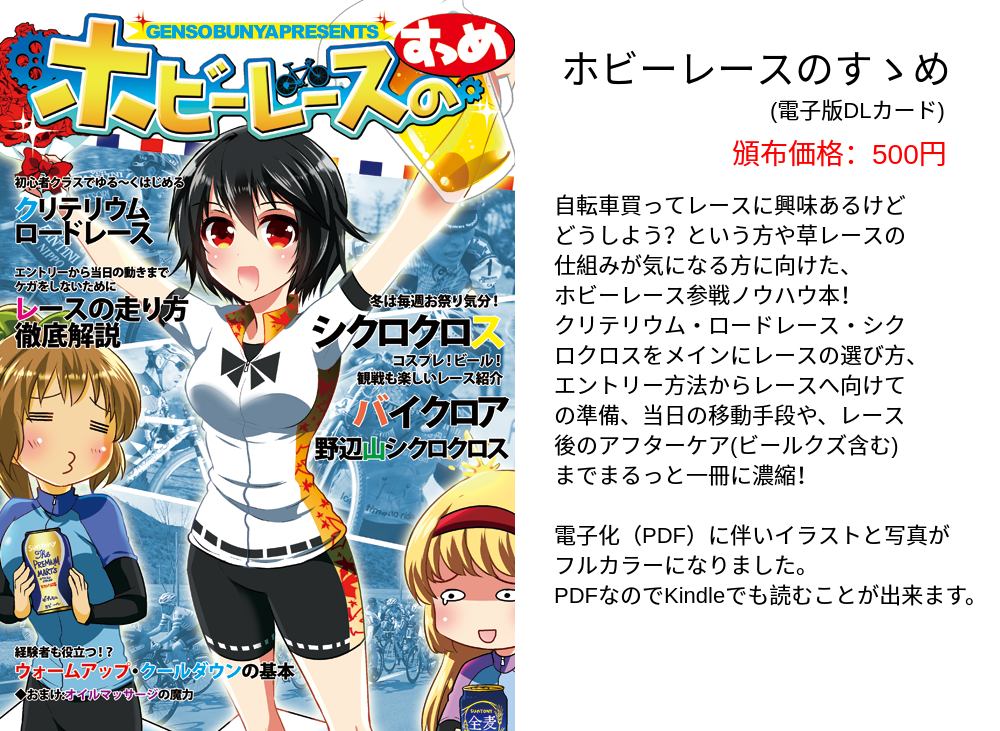 GENSOBUNYAPRESENTS
ホビーレースの
すゝめ
初心者クラスでゆる～くはじめる
クリテリウム
ロードレース
エントリーから当日の動きまで
ケガをしないために
レースの走り方
徹底解説
冬は毎週お祭り気分！
シクロクロス
コスプレ！ビール！
観戦も楽しいレース紹介
バイクロア
野辺山シクロクロス
SUNTORY
The
PREMIUM
MALT'S
経験者も役立つ！？
ウォームアップ・クールダウンの基本
◆おまけ:オイルマッサージの魔力
SUNTORY
全麦
ホビーレースのすゝめ
(電子版DLカード)
頒布価格：500円
自転車買ってレースに興味あるけど
どうしよう？という方や草レースの
仕組みが気になる方に向けた、
ホビーレース参戦ノウハウ本！
クリテリウム・ロードレース・シク
ロクロスをメインにレースの選び方、
エントリー方法からレースへ向けて
の準備、当日の移動手段や、レース
後のアフターケア(ビールクズ含む)
までまるっと一冊に濃縮！
電子化（PDF）に伴いイラストと写真が
フルカラーになりました。
PDFなのでKindleでも読むことが出来ます。